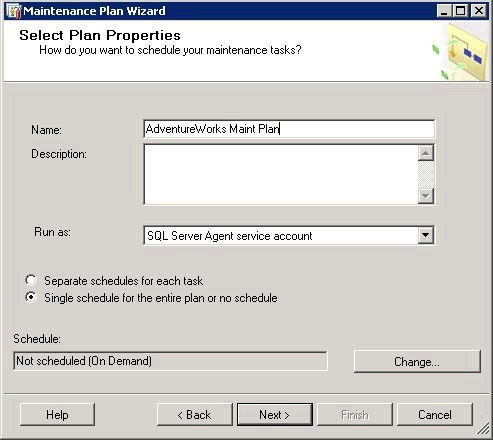 Maintenance Plan Wizard
Select Plan Properties
How do you want to schedule your maintenance tasks?
Name:
AdventureWorks Maint Plan
Description:
Run as:
SQL Server Agent service account
Separate schedules for each task
Single schedule for the entire plan or no schedule
Schedule:
Not scheduled (On Demand)
Change...
Help
< Back
Next >
Finish
Cancel